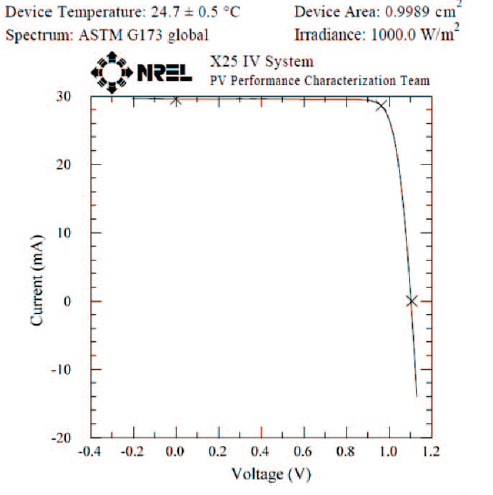 Device Temperature: 24.7 ± 0.5 °C Device Area: 0.9989 cm²
Spectrum: ASTM G173 global Irradiance: 1000.0 W/m²
NREL X25 IV System
PV Performance Characterization Team
30
20
10
0
-10
-20
Current (mA)
-0.4 -0.2 0.0 0.2 0.4 0.6 0.8 1.0 1.2
Voltage (V)